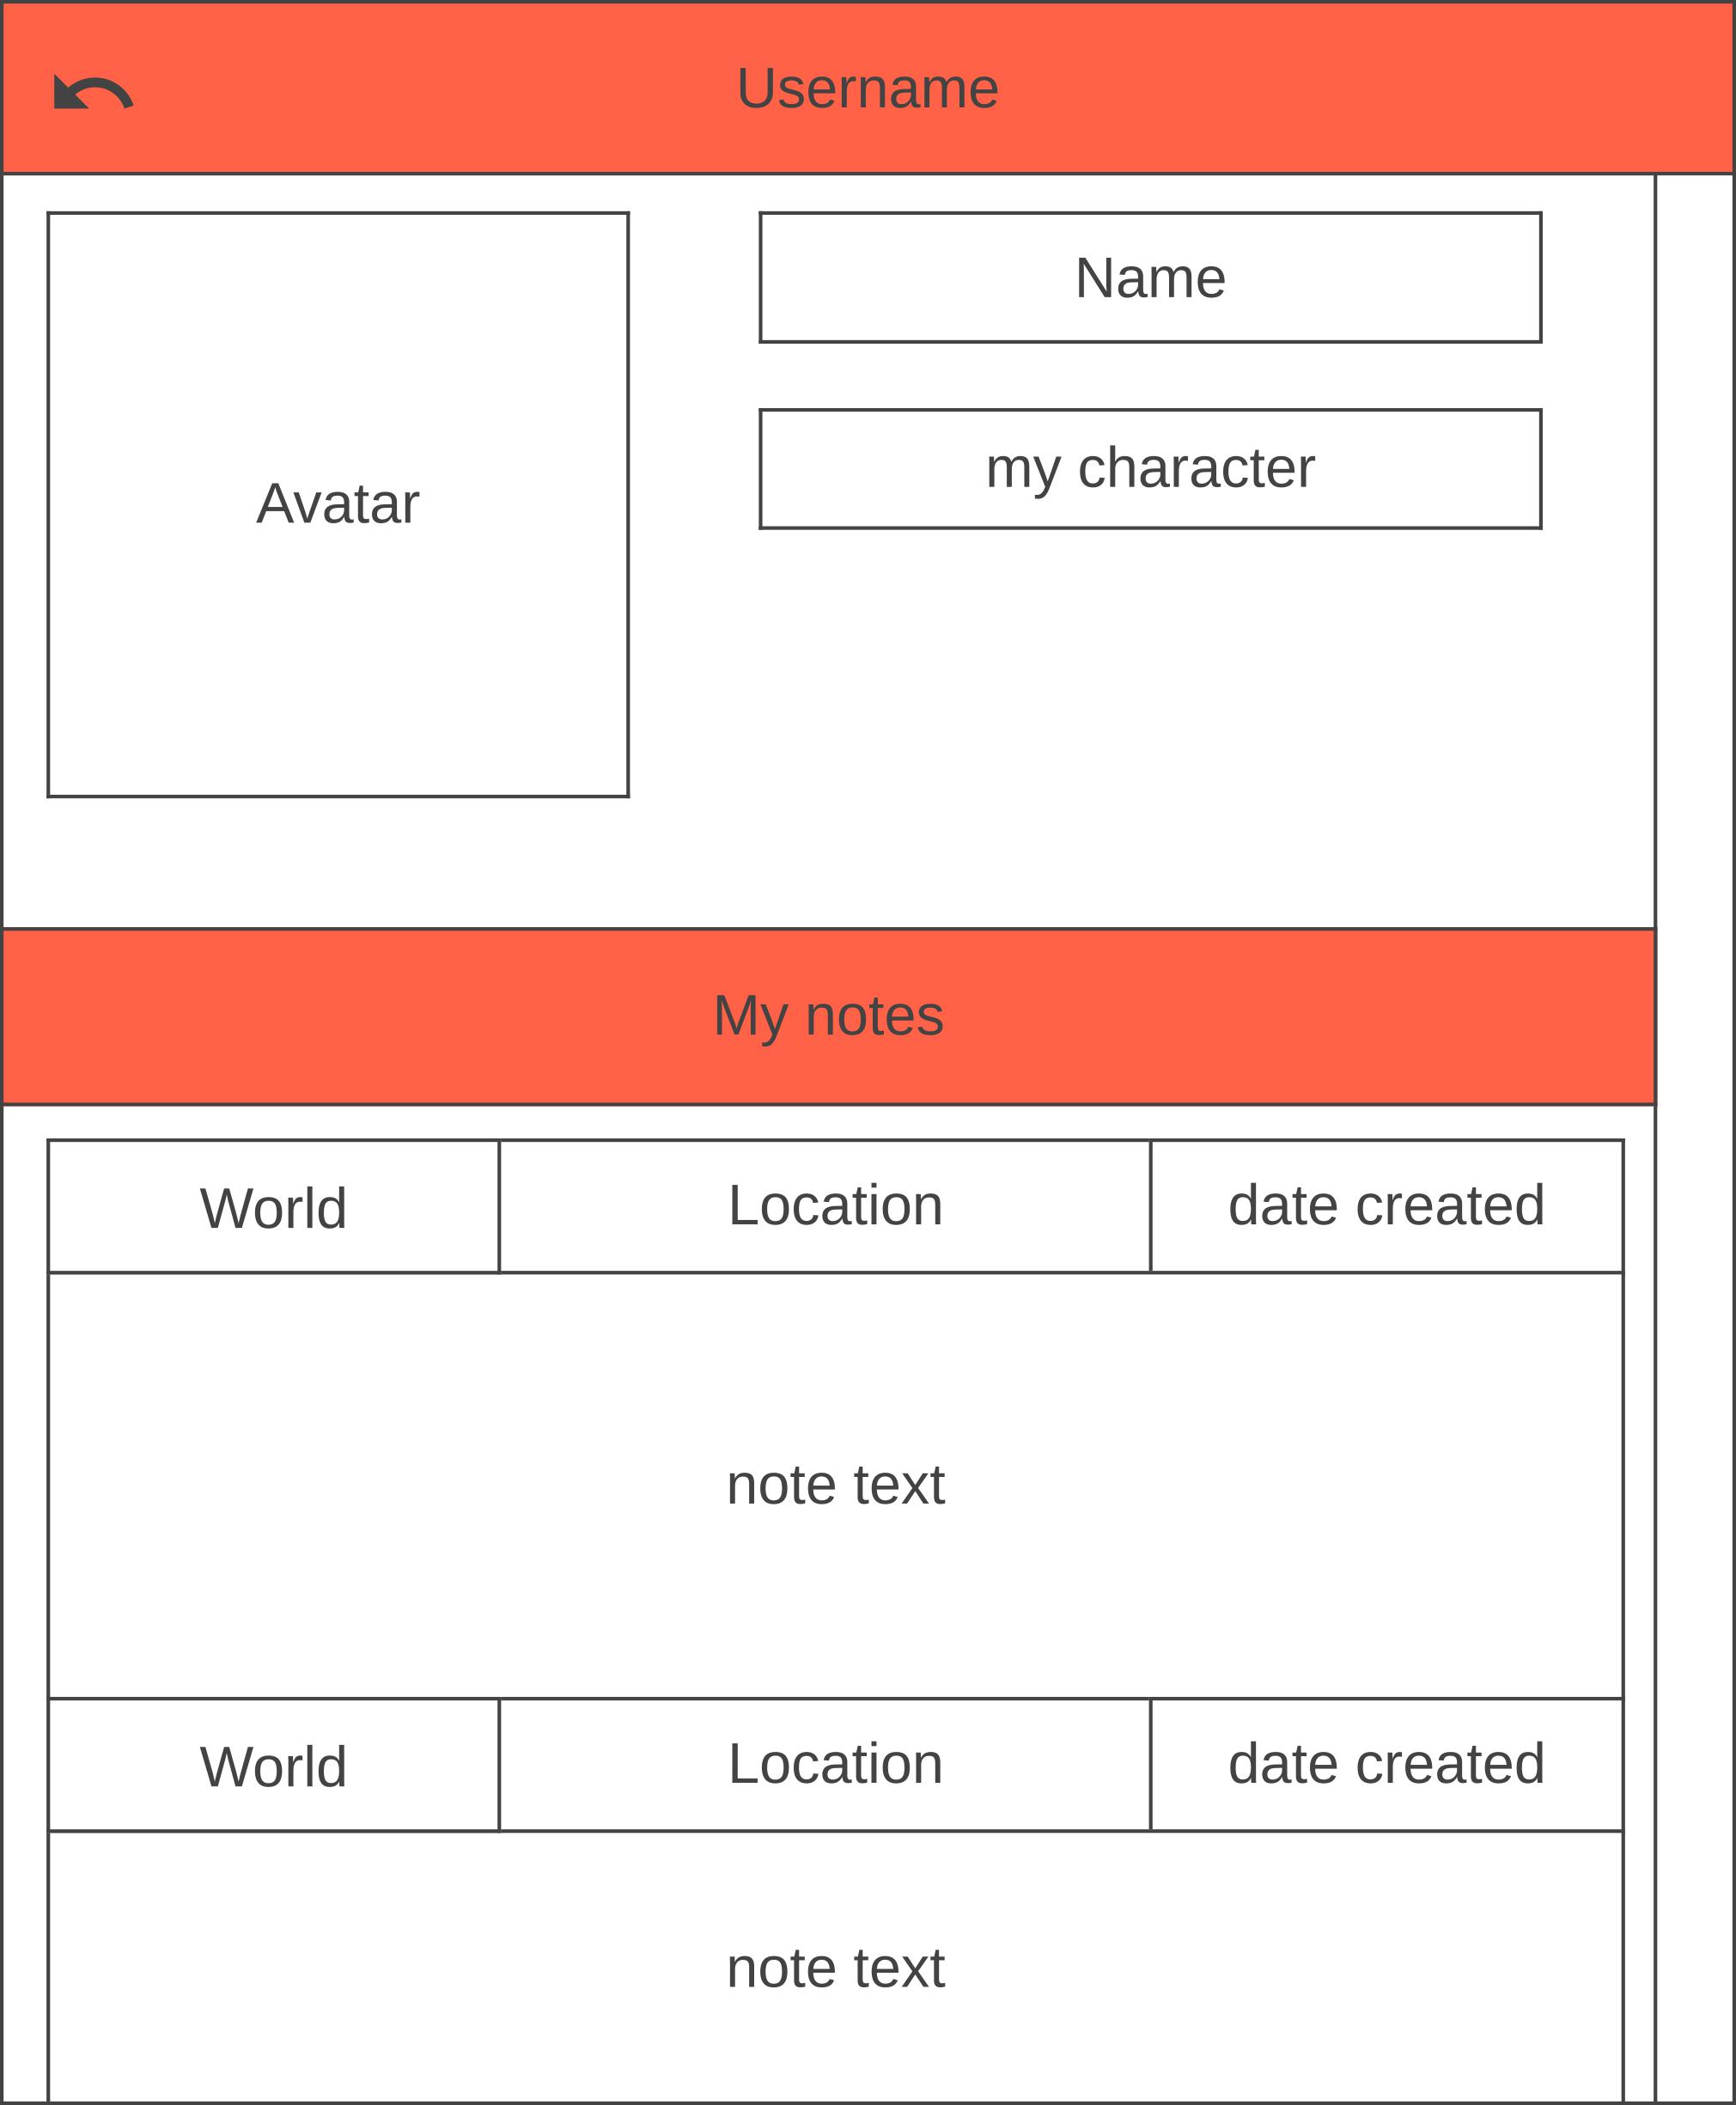 Username
Avatar
Name
my character
My notes
World
Location
date created
note text
World
Location
date created
note text